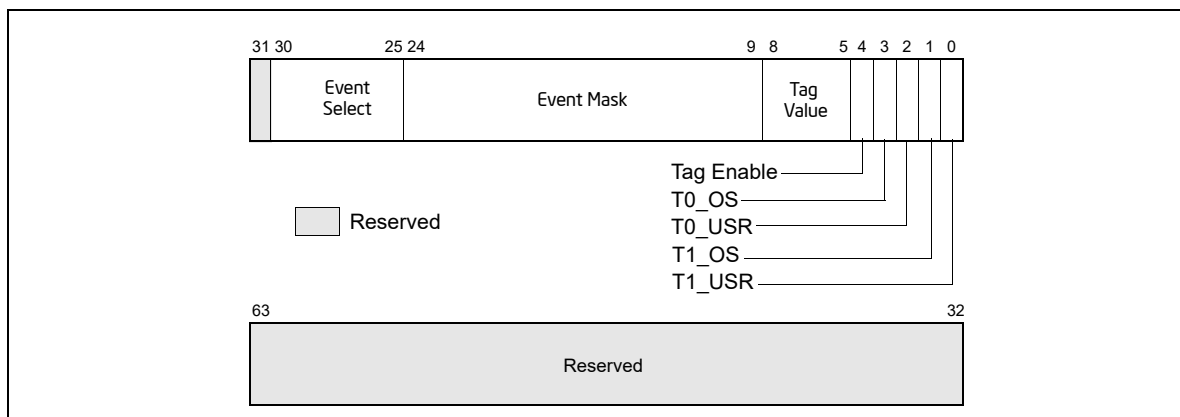 31 30 25 24 9 8 5 4 3 2 1 0
Event
Select
Event Mask
Tag
Value
Tag Enable
T0_OS
Reserved
T0_USR
T1_OS
T1_USR
63 32
Reserved